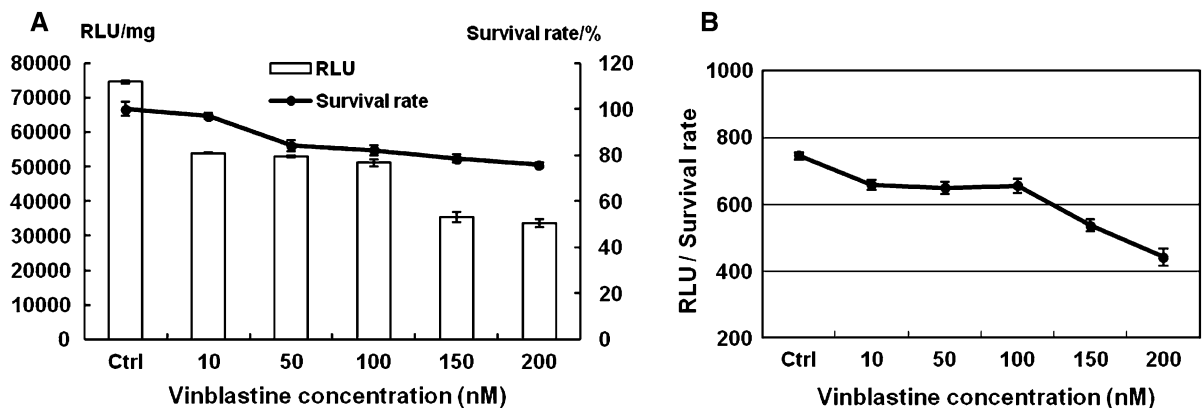 A
RLU/mg
Survival rate/%
80000
70000
60000
50000
40000
30000
20000
10000
0
RLU
Survival rate
120
100
80
60
40
20
0
Ctrl 10 50 100 150 200
Vinblastine concentration (nM)
B
RLU / Survival rate
1000
800
600
400
200
Ctrl 10 50 100 150 200
Vinblastine concentration (nM)